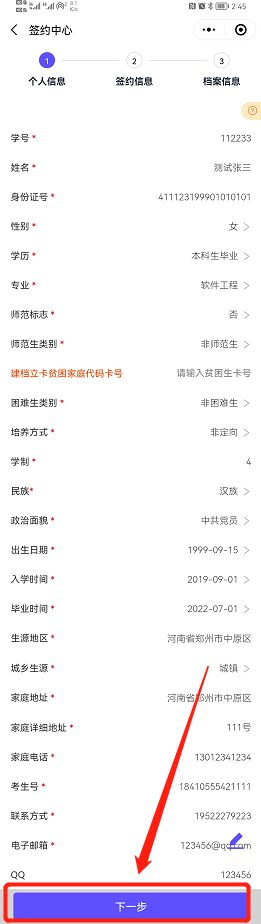 0.1
K/s
2:45
签约中心
1
2
3
个人信息
签约信息
档案信息
学号* 112233
姓名* 测试张三
身份证号* 411123199901010101
性别* 女
学历* 本科生毕业
专业* 软件工程
师范标志* 否
师范生类别* 非师范生
建档立卡贫困家庭代码卡号 请输入贫困生卡号
困难生类别* 非困难生
培养方式* 非定向
学制* 4
民族* 汉族
政治面貌* 中共党员
出生日期* 1999-09-15
入学时间* 2019-09-01
毕业时间* 2022-07-01
生源地区* 河南省郑州市中原区
城乡生源* 城镇
家庭地址* 河南省郑州市中原区
家庭详细地址* 111号
家庭电话* 13012341234
考生号* 18410555421111
联系方式* 19522279223
电子邮箱* 123456@qq.com
QQ 123456
下一步